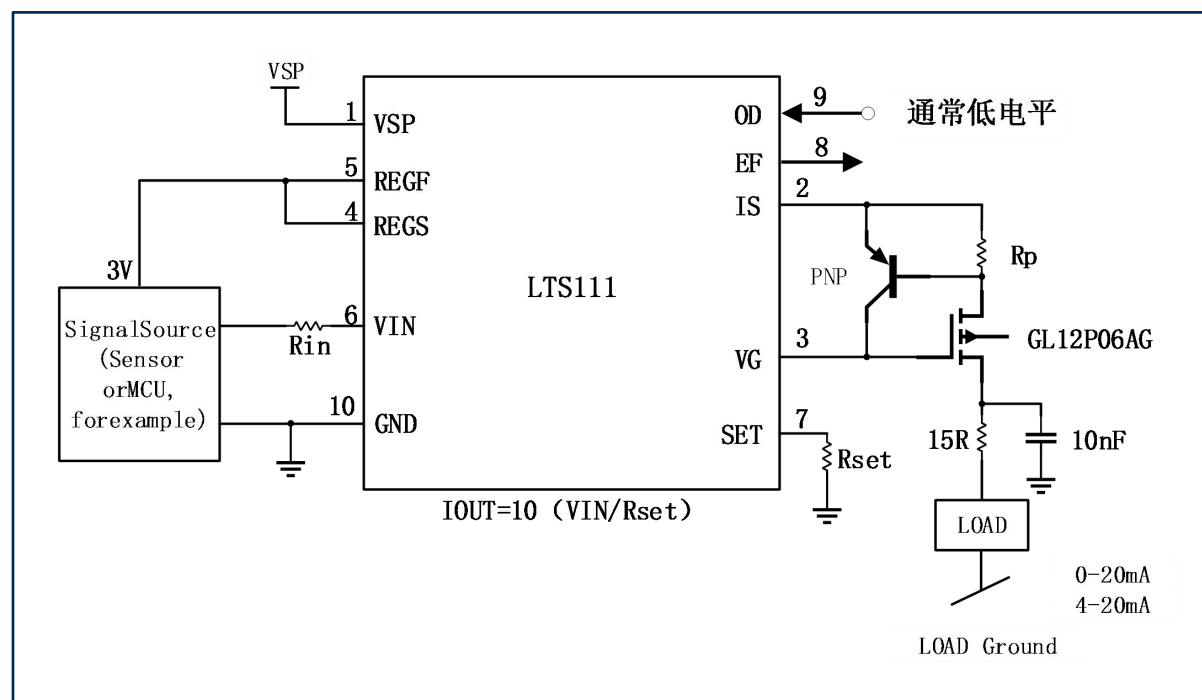 VSP
1
VSP
5
REGF
4
REGS
3V
SignalSource
(Sensor
orMCU,
forexample)
Rin
6
VIN
10
GND
LTS111
OD
9
通常低电平
EF
8
IS
2
PNP
Rp
GL12P06AG
VG
3
SET
7
Rset
15R
10nF
LOAD
IOUT=10 (VIN/Rset)
0-20mA
4-20mA
LOAD Ground